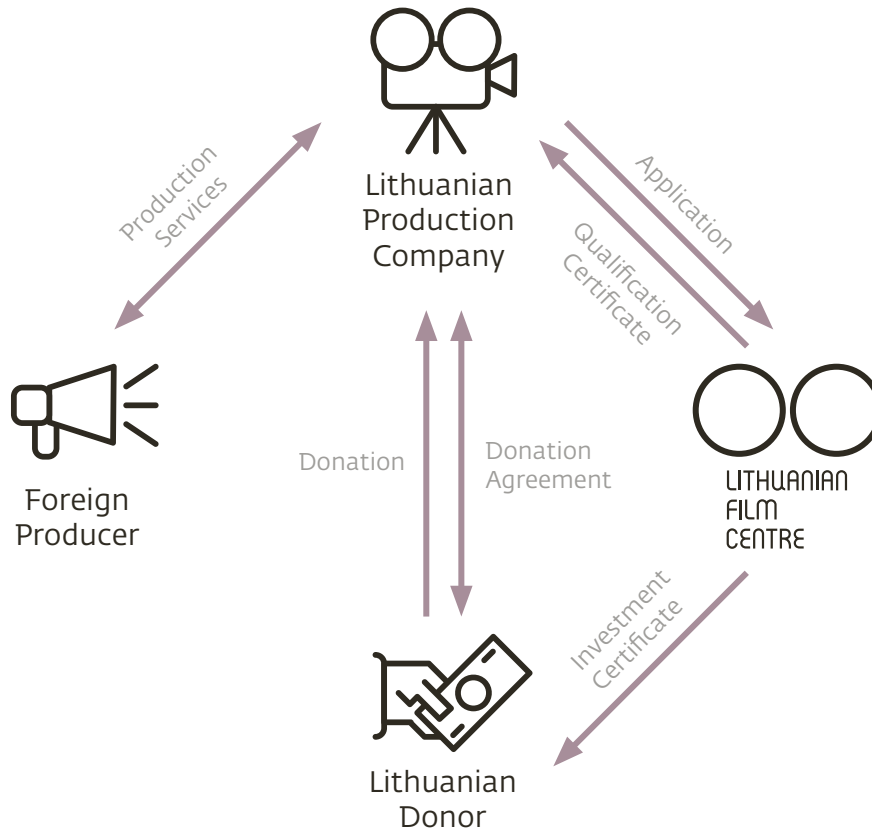 Production
Services
Lithuanian
Production
Company
Application
Qualification
Certificate
Foreign
Producer
Donation
Donation
Agreement
LITHUANIAN
FILM
CENTRE
Investment
Certificate
Lithuanian
Donor